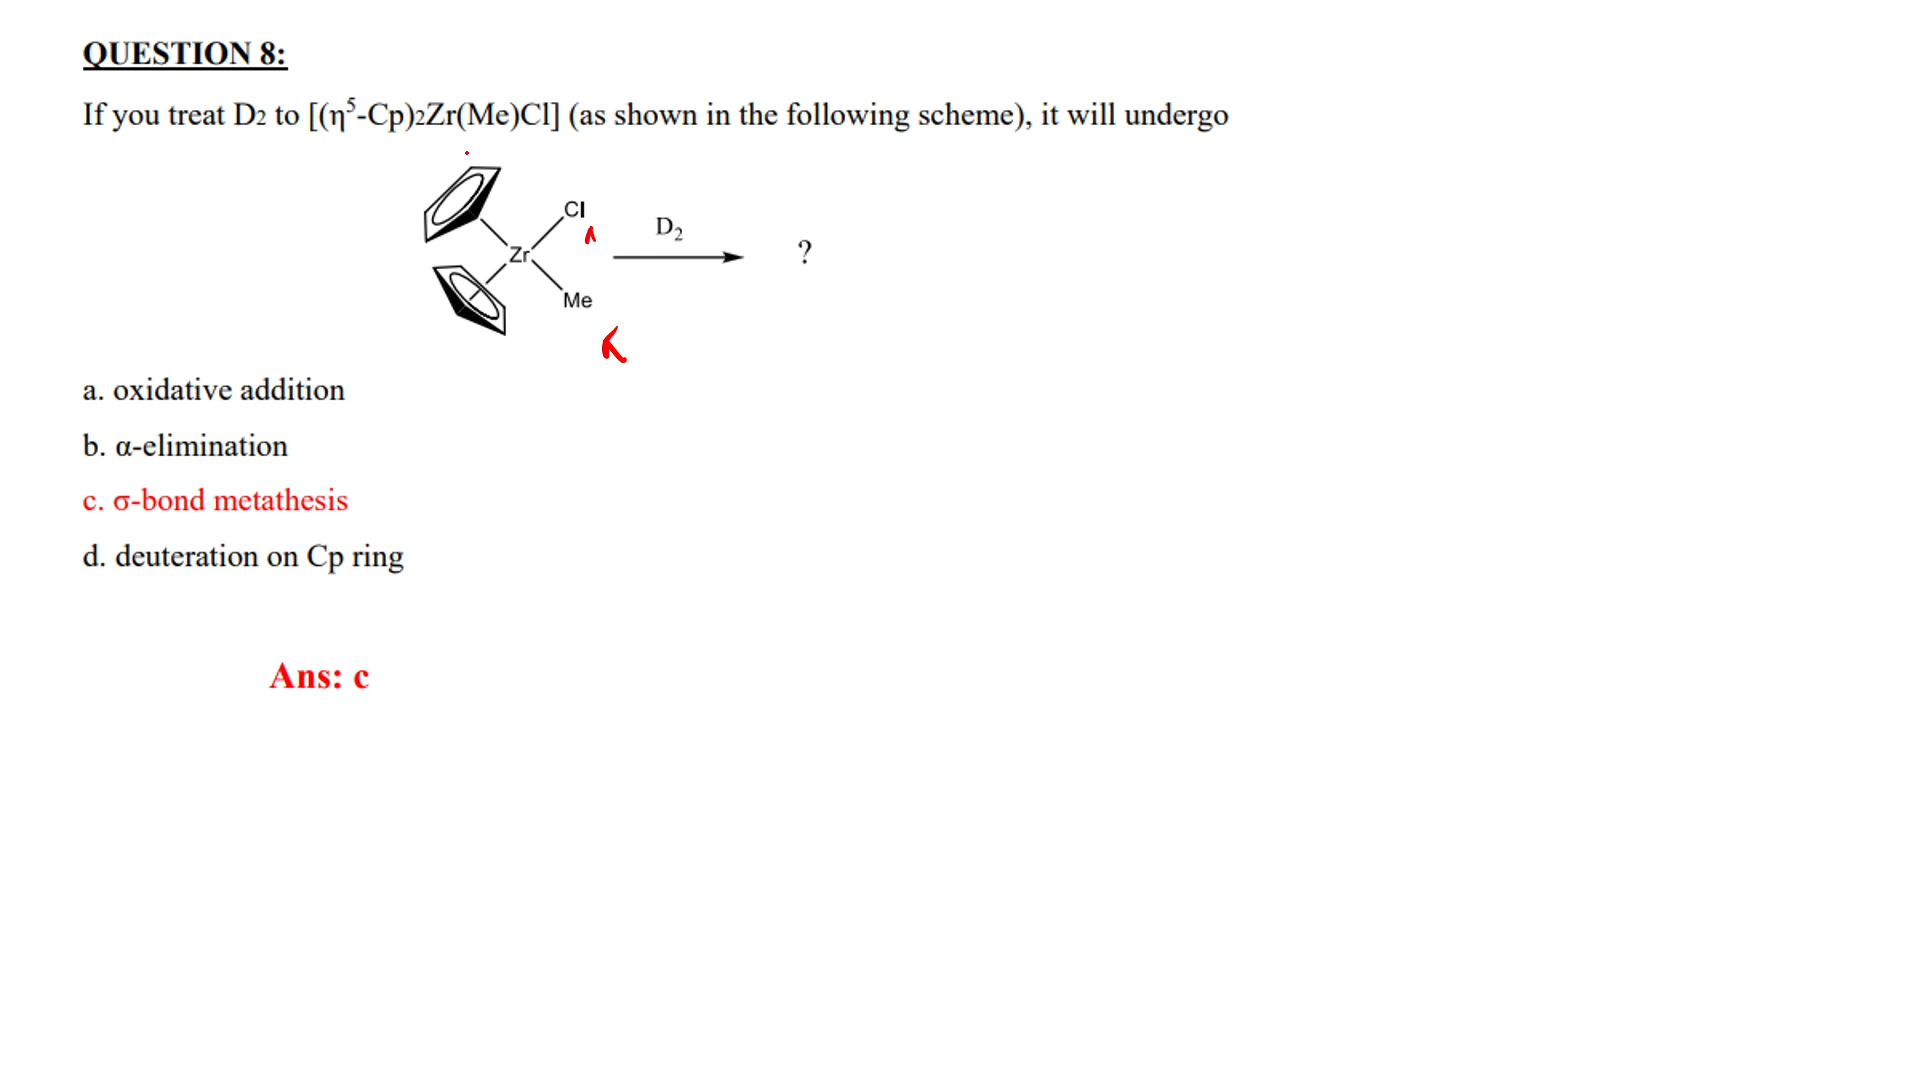 QUESTION 8:
If you treat D₂ to [(η⁵-Cp)₂Zr(Me)Cl] (as shown in the following scheme), it will undergo
Cl
D₂
Zr
?
Me
a. oxidative addition
b. α-elimination
c. σ-bond metathesis
d. deuteration on Cp ring
Ans: c